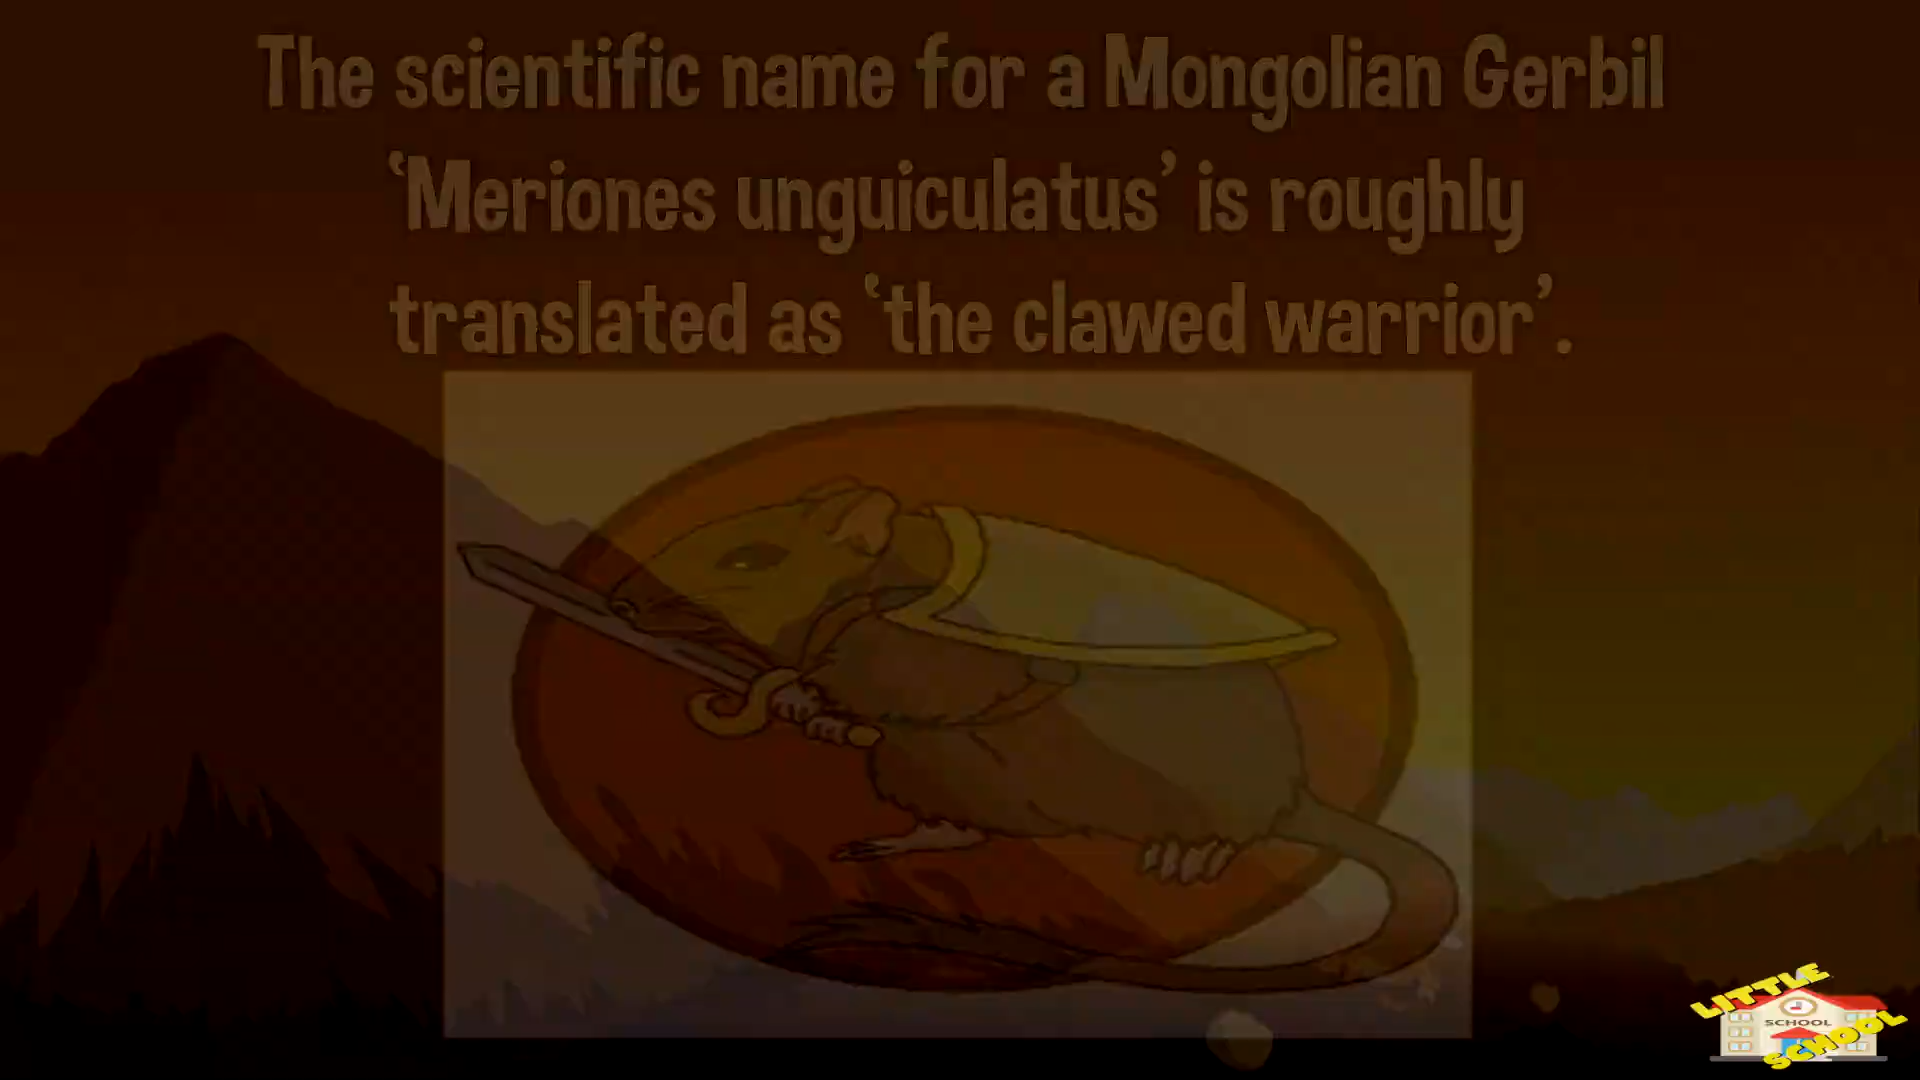 The scientific name for a Mongolian Gerbil
‘Meriones unguiculatus’ is roughly
translated as ‘the clawed warrior’.
LITTLE
SCHOOL
SCHOOL